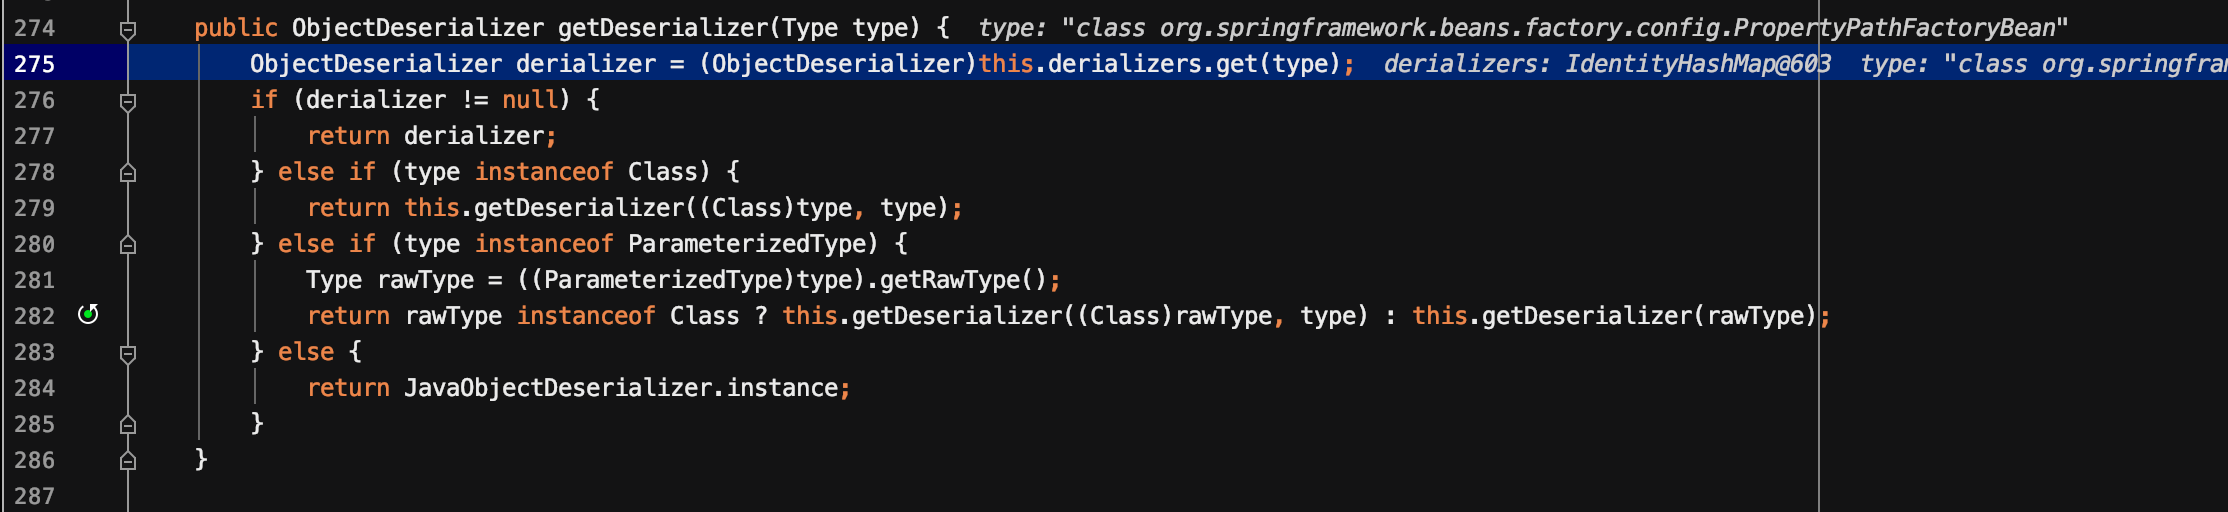 274 public ObjectDeserializer getDeserializer(Type type) { type: "class org.springframework.beans.factory.config.PropertyPathFactoryBean"
275 ObjectDeserializer derializer = (ObjectDeserializer)this.derializers.get(type); derializers: IdentityHashMap@603 type: "class org.springfra
276 if (derializer != null) {
277 return derializer;
278 } else if (type instanceof Class) {
279 return this.getDeserializer((Class)type, type);
280 } else if (type instanceof ParameterizedType) {
281 Type rawType = ((ParameterizedType)type).getRawType();
282 return rawType instanceof Class ? this.getDeserializer((Class)rawType, type) : this.getDeserializer(rawType);
283 } else {
284 return JavaObjectDeserializer.instance;
285 }
286 }
287